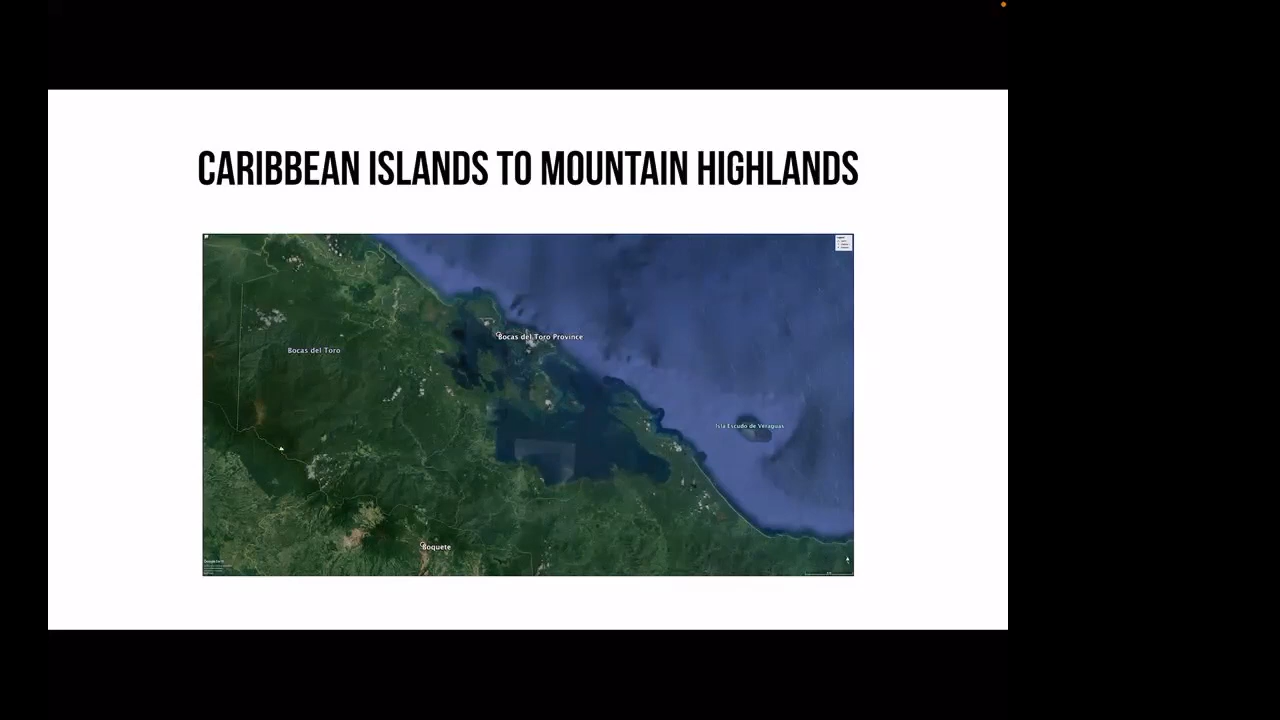 CARIBBEAN ISLANDS TO MOUNTAIN HIGHLANDS
Bocas del Toro Province
Bocas del Toro
Isla Escudo de Veraguas
Boquete